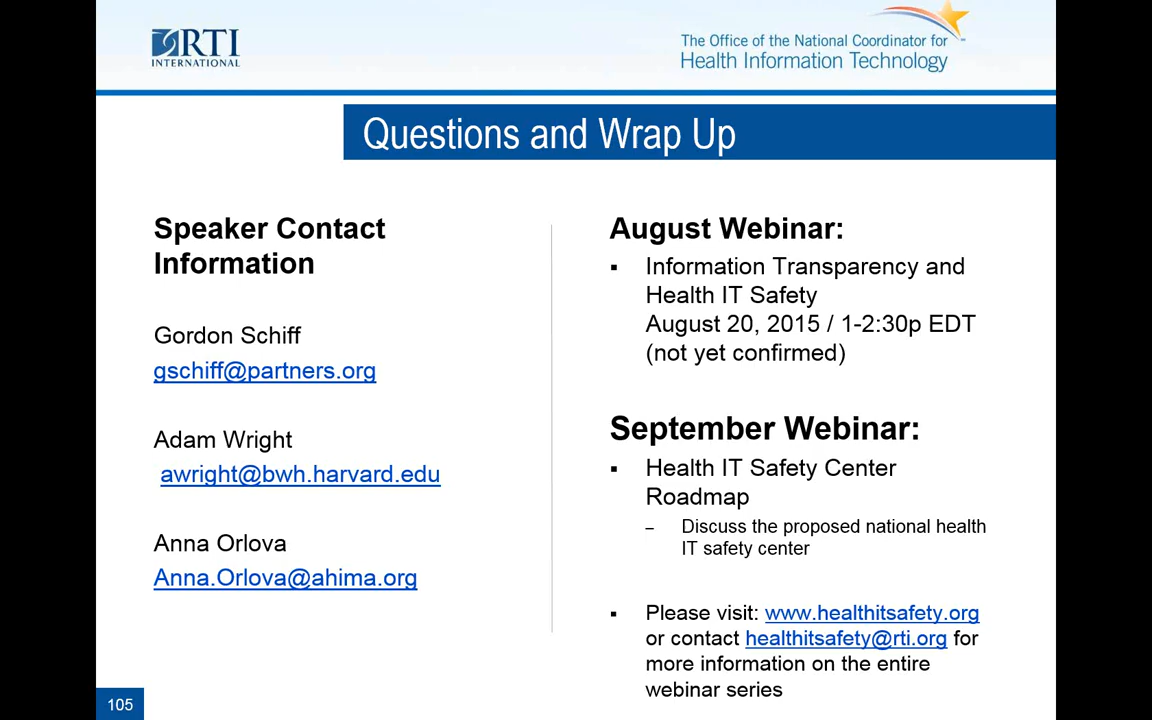 RTI
INTERNATIONAL
The Office of the National Coordinator for
Health Information Technology
Questions and Wrap Up
Speaker Contact
Information
Gordon Schiff
gschiff@partners.org
Adam Wright
awright@bwh.harvard.edu
Anna Orlova
Anna.Orlova@ahima.org
August Webinar:
▪ Information Transparency and
Health IT Safety
August 20, 2015 / 1-2:30p EDT
(not yet confirmed)
September Webinar:
▪ Health IT Safety Center
Roadmap
– Discuss the proposed national health
IT safety center
▪ Please visit: www.healthitsafety.org
or contact healthitsafety@rti.org for
more information on the entire
webinar series
105